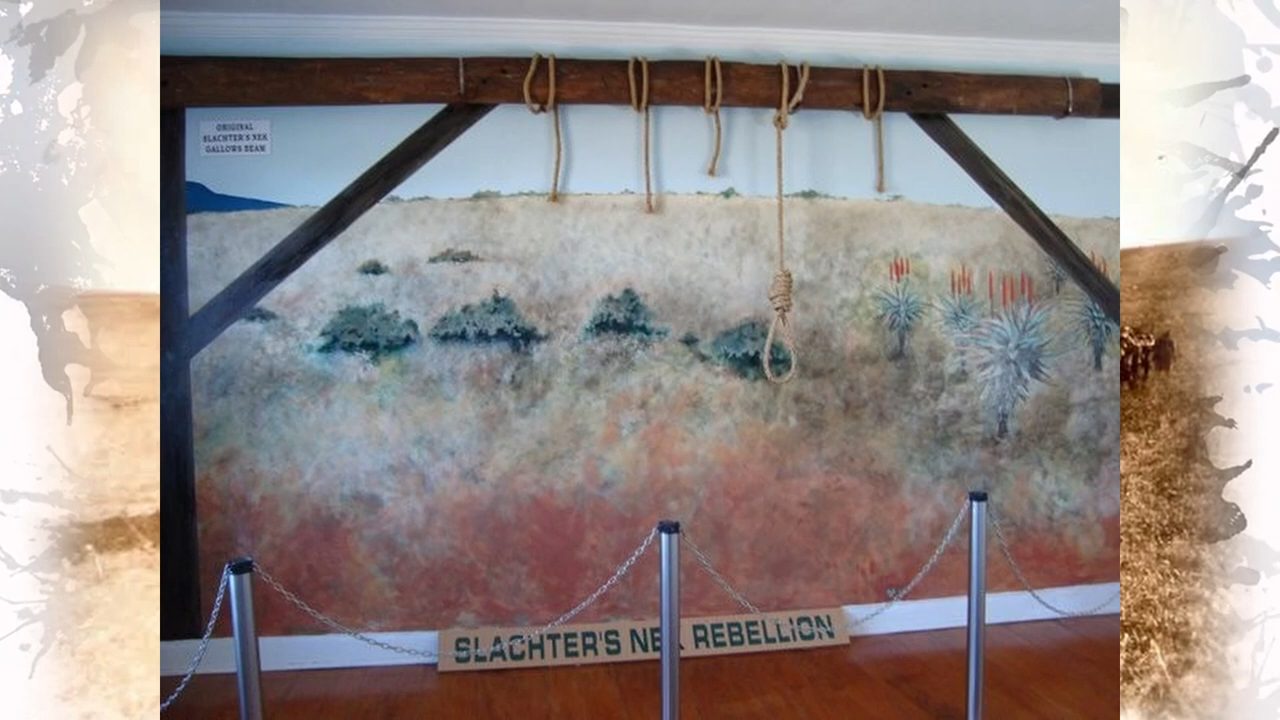 ORIGINAL
SLACHTER'S NEK
GALLOWS BEAM
SLACHTER'S NEK REBELLION